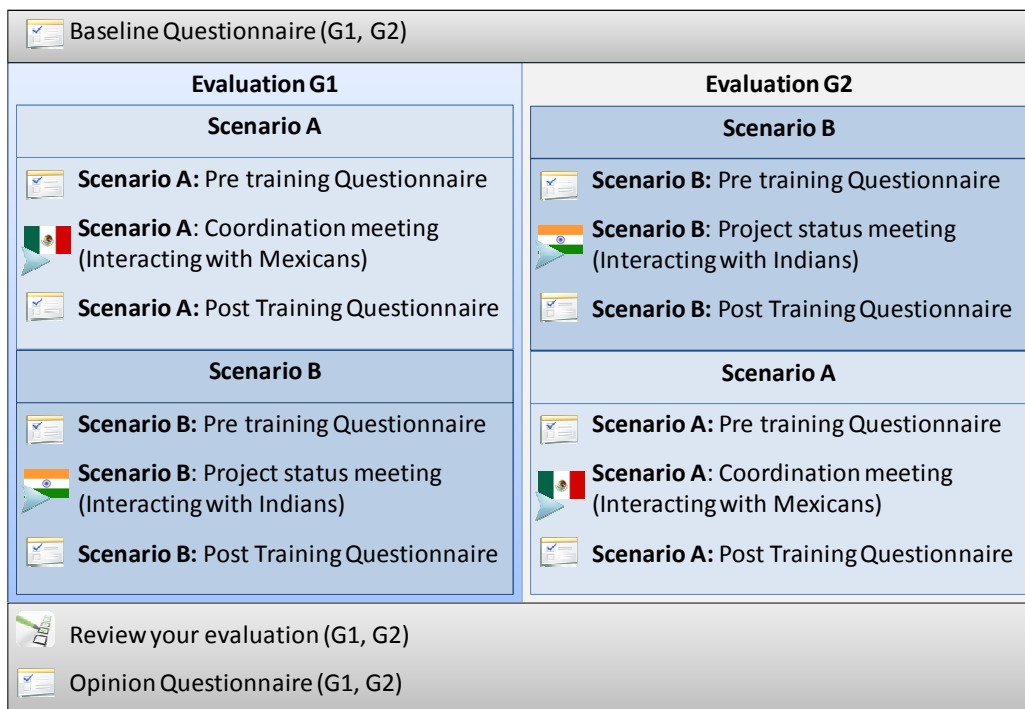 Baseline Questionnaire (G1, G2)
Evaluation G1
Scenario A
Scenario A: Pre training Questionnaire
Scenario A: Coordination meeting
(Interacting with Mexicans)
Scenario A: Post Training Questionnaire
Scenario B
Scenario B: Pre training Questionnaire
Scenario B: Project status meeting
(Interacting with Indians)
Scenario B: Post Training Questionnaire
Evaluation G2
Scenario B
Scenario B: Pre training Questionnaire
Scenario B: Project status meeting
(Interacting with Indians)
Scenario B: Post Training Questionnaire
Scenario A
Scenario A: Pre training Questionnaire
Scenario A: Coordination meeting
(Interacting with Mexicans)
Scenario A: Post Training Questionnaire
Review your evaluation (G1, G2)
Opinion Questionnaire (G1, G2)